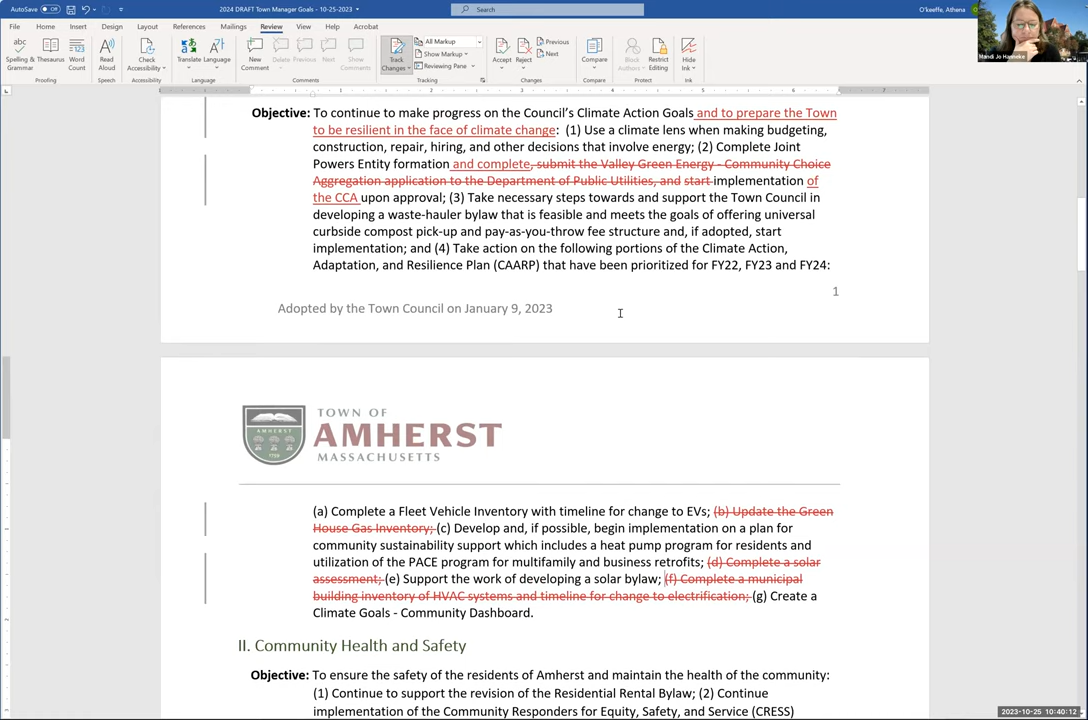 AutoSave Off
2024 DRAFT Town Manager Goals - 10-25-2023
Search
O'keeffe, Athena
File Home Insert Draw Design Layout References Mailings Review View Help Acrobat
Spelling & Grammar
Thesaurus
Word Count
Read Aloud
Check Accessibility
Translate
Language
New Comment
Delete
Previous
Next
Show Comments
Track Changes
All Markup
Show Markup
Reviewing Pane
Accept
Reject
Previous
Next
Compare
Block Authors
Restrict Editing
Hide Ink
Proofing Speech Accessibility Language Comments Tracking Changes Compare Protect Ink
Mandi Jo Hanneke
Objective: To continue to make progress on the Council's Climate Action Goals and to prepare the Town
to be resilient in the face of climate change: (1) Use a climate lens when making budgeting,
construction, repair, hiring, and other decisions that involve energy; (2) Complete Joint
Powers Entity formation and complete, submit the Valley Green Energy - Community Choice
Aggregation application to the Department of Public Utilities, and start implementation of
the CCA upon approval; (3) Take necessary steps towards and support the Town Council in
developing a waste-hauler bylaw that is feasible and meets the goals of offering universal
curbside compost pick-up and pay-as-you-throw fee structure and, if adopted, start
implementation; and (4) Take action on the following portions of the Climate Action,
Adaptation, and Resilience Plan (CAARP) that have been prioritized for FY22, FY23 and FY24:
1
Adopted by the Town Council on January 9, 2023
TOWN OF
AMHERST
MASSACHUSETTS
(a) Complete a Fleet Vehicle Inventory with timeline for change to EVs; (b) Update the Green
House Gas Inventory; (c) Develop and, if possible, begin implementation on a plan for
community sustainability support which includes a heat pump program for residents and
utilization of the PACE program for multifamily and business retrofits; (d) Complete a solar
assessment; (e) Support the work of developing a solar bylaw; (f) Complete a municipal
building inventory of HVAC systems and timeline for change to electrification; (g) Create a
Climate Goals - Community Dashboard.
II. Community Health and Safety
Objective: To ensure the safety of the residents of Amherst and maintain the health of the community:
(1) Continue to support the revision of the Residential Rental Bylaw; (2) Continue
implementation of the Community Responders for Equity, Safety, and Service (CRESS)
2023-10-25 10:40:12